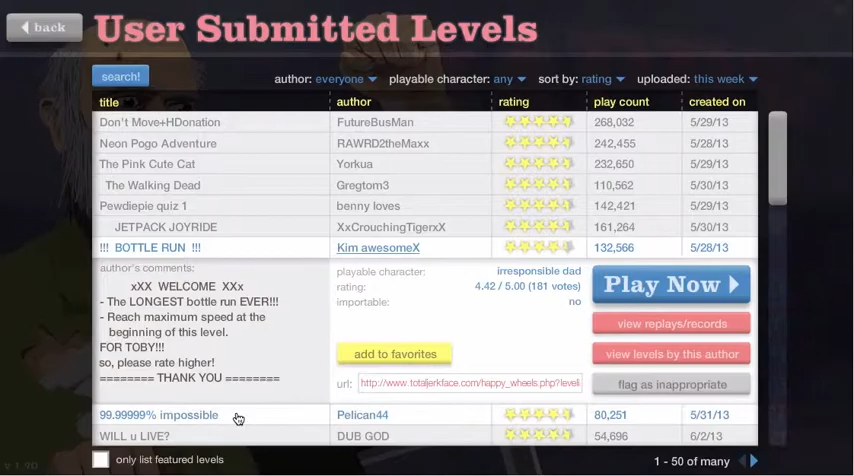 back
User Submitted Levels
search!
author: everyone playable character: any sort by: rating uploaded: this week
title author rating play count created on
Don't Move+HDonation FutureBusMan 268,032 5/29/13
Neon Pogo Adventure RAWRD2theMaxx 242,455 5/28/13
The Pink Cute Cat Yorkua 232,650 5/29/13
The Walking Dead Gregtom3 110,562 5/30/13
Pewdiepie quiz 1 benny loves 142,421 5/29/13
JETPACK JOYRIDE XxCrouchingTigerxX 161,264 5/30/13
!!! BOTTLE RUN !!! Kim awesomeX 132,566 5/28/13
author's comments:
xXX WELCOME XXx
- The LONGEST bottle run EVER!!!
- Reach maximum speed at the
beginning of this level.
FOR TOBY!!!
so, please rate higher!
======== THANK YOU ========
playable character: irresponsible dad
rating: 4.42 / 5.00 (181 votes)
importable: no
add to favorites
url: http://www.totaljerkface.com/happy_wheels.php?leveli
Play Now
view replays/records
view levels by this author
flag as inappropriate
99.99999% impossible Pelican44 80,251 5/31/13
WILL u LIVE? DUB GOD 54,696 6/2/13
v 1.90
only list featured levels
1 - 50 of many